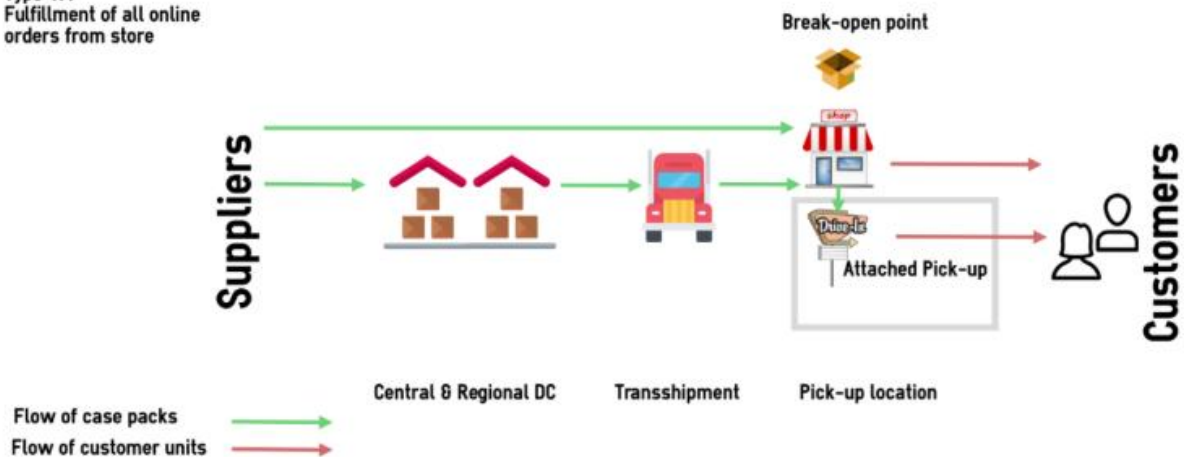 Fulfillment of all online
orders from store
Break-open point
shop
Suppliers
Drive-In
Attached Pick-up
Customers
Central & Regional DC
Transshipment
Pick-up location
Flow of case packs
Flow of customer units